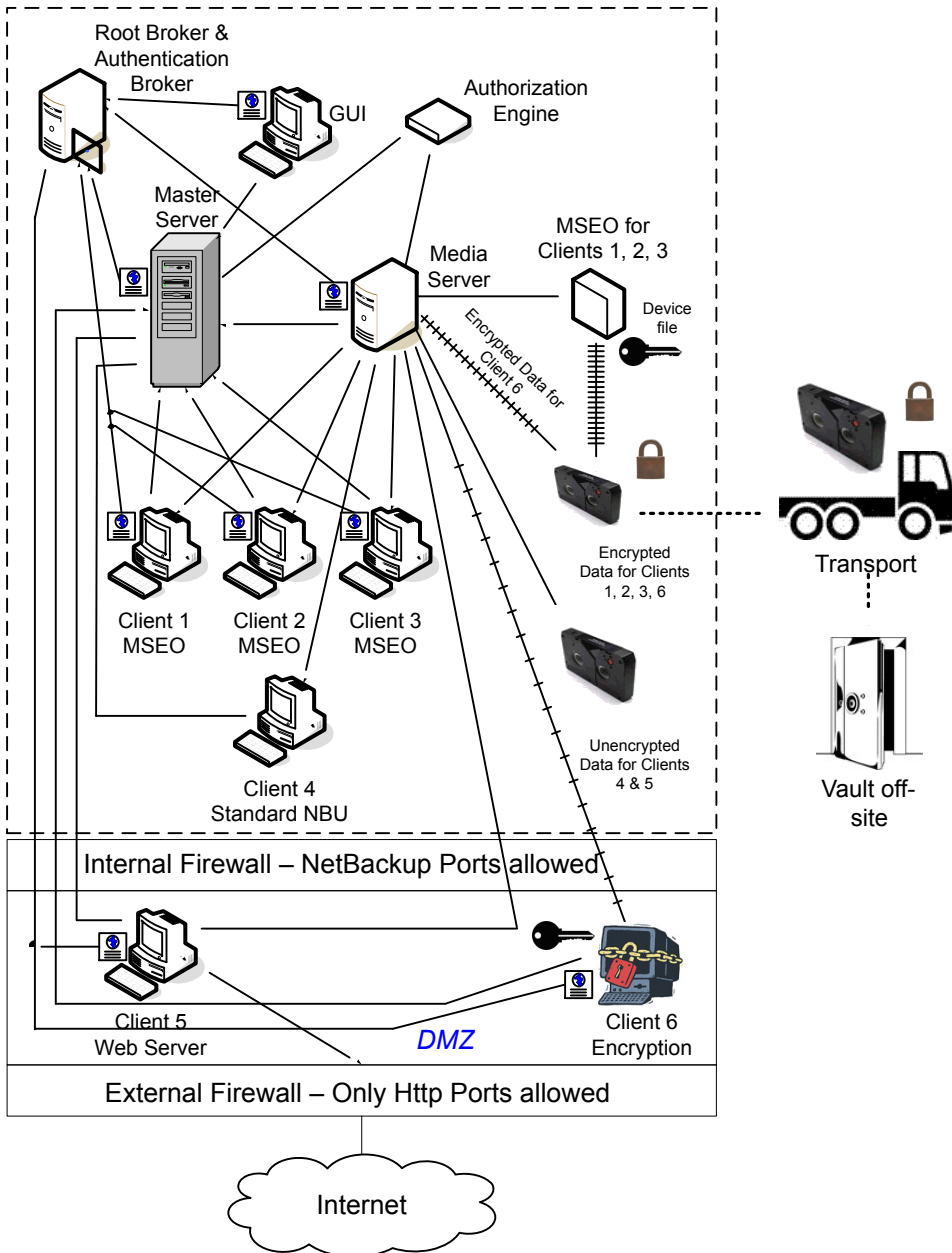 Root Broker &
Authentication
Broker
GUI
Authorization
Engine
Master
Server
Media
Server
MSEO for
Clients 1, 2, 3
Device
file
Encrypted Data for
Client 6
Transport
Encrypted
Data for Clients
1, 2, 3, 6
Client 1
MSEO
Client 2
MSEO
Client 3
MSEO
Unencrypted
Data for Clients
4 & 5
Vault off-
site
Client 4
Standard NBU
Internal Firewall – NetBackup Ports allowed
Client 5
Web Server
DMZ
Client 6
Encryption
External Firewall – Only Http Ports allowed
Internet